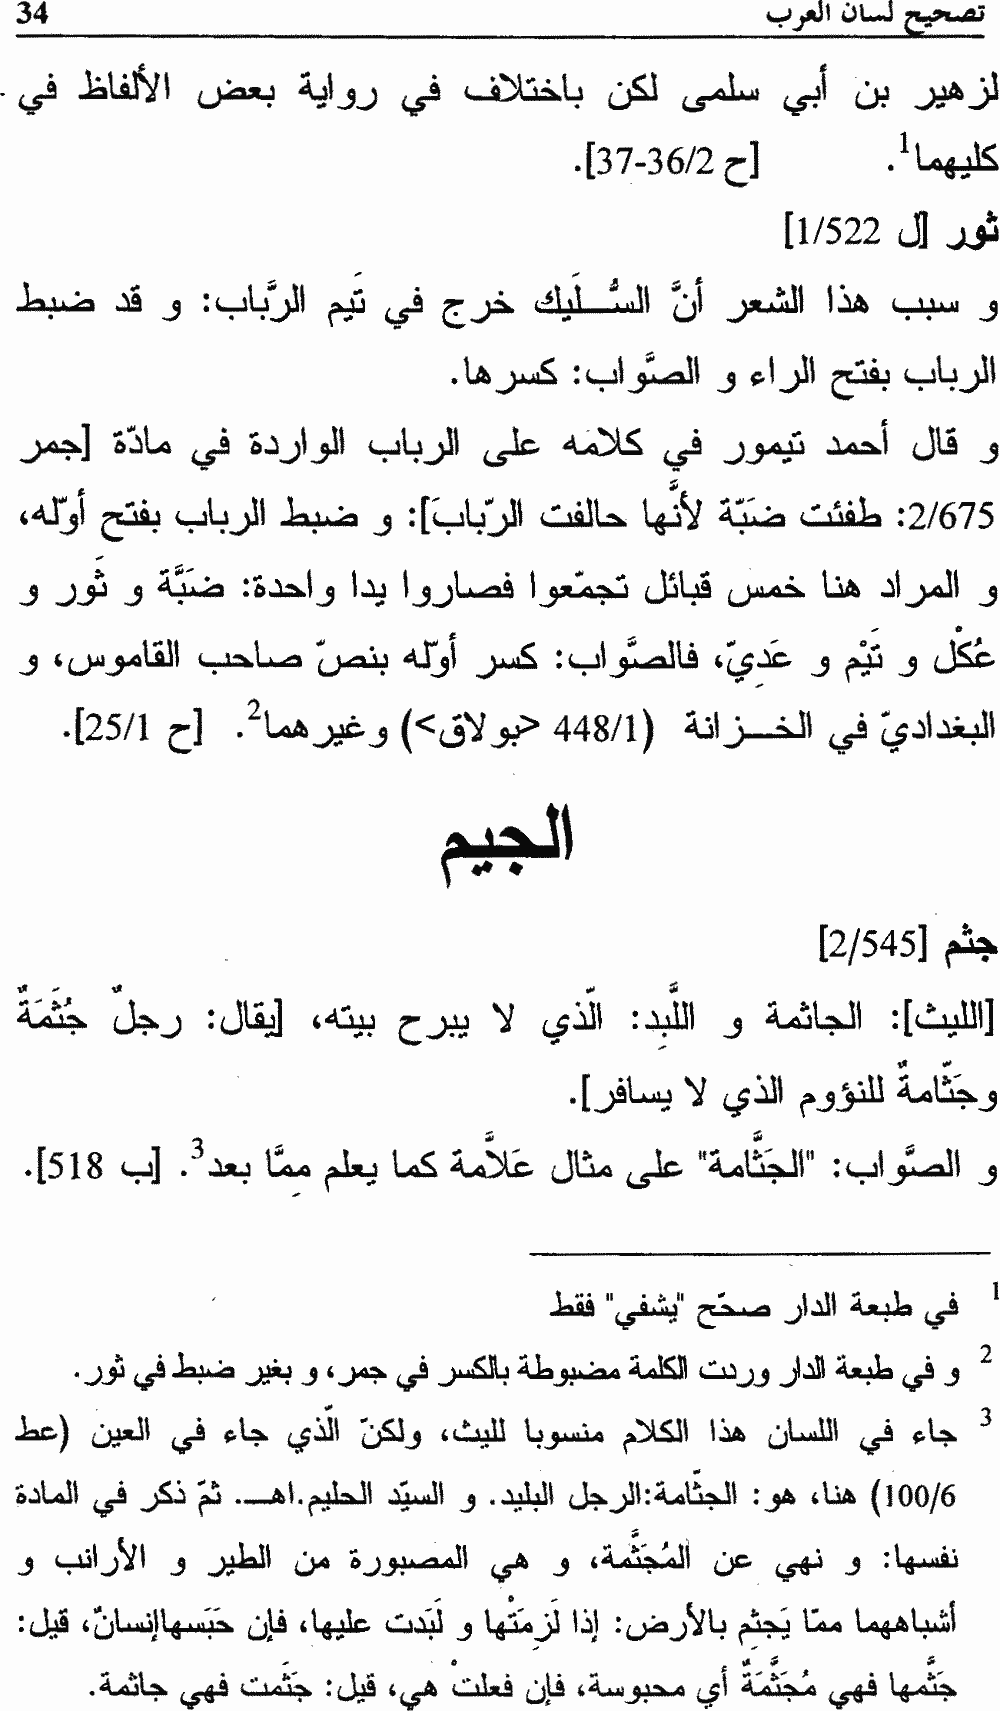 تصحيح لسان العرب 34
لزهير بن أبي سلمى لكن باختلاف في رواية بعض الألفاظ في
كليهما1. [ح 36/2-37].
ثور [ل 1/522]
و سبب هذا الشعر أنَّ السُّلَيك خرج في تَيم الرَّباب: و قد ضبط
الرباب بفتح الراء و الصَّواب: كسرها.
و قال أحمد تيمور في كلامه على الرباب الواردة في مادّة [جمر
2/675: طفئت ضَبّة لأنَّها حالفت الرّبابَ]: و ضبط الرباب بفتح أوّله،
و المراد هنا خمس قبائل تجمّعوا فصاروا يدا واحدة: ضَبَّة و ثَور و
عُكْل و تَيْم و عَدِيّ، فالصَّواب: كسر أوّله بنصّ صاحب القاموس، و
البغداديّ في الخـزانة (448/1 <بولاق>) وغيرهما2. [ح 25/1].
الجيم
جثم [2/545]
[الليث]: الجاثمة و اللَّبِد: الّذي لا يبرح بيته، [يقال: رجلٌ جُثَمَةٌ
وجَثّامةٌ للنؤوم الذي لا يسافر].
و الصَّواب: "الجَثَّامة" على مثال عَلاَّمة كما يعلم مِمَّا بعد3. [ب 518].
1 في طبعة الدار صحّح "يشفي" فقط
2 و في طبعة الدار وردت الكلمة مضبوطة بالكسر في جمر، و بغير ضبط في ثور.
3 جاء في اللسان هذا الكلام منسوبا لليث، ولكنّ الّذي جاء في العين (عط
100/6) هنا، هو: الجثّامة:الرجل البليد. و السيّد الحليم.اهـ. ثمّ ذكر في المادة
نفسها: و نهي عن المُجَثَّمة، و هي المصبورة من الطير و الأرانب و
أشباههما ممّا يَجثِم بالأرض: إذا لَزِمَتْها و لَبَدت عليها، فإن حَبَسهاإنسانٌ، قيل:
جَثَّمها فهي مُجَثَّمَةٌ أي محبوسة، فإن فعلتْ هي، قيل: جَثَمت فهي جاثمة.